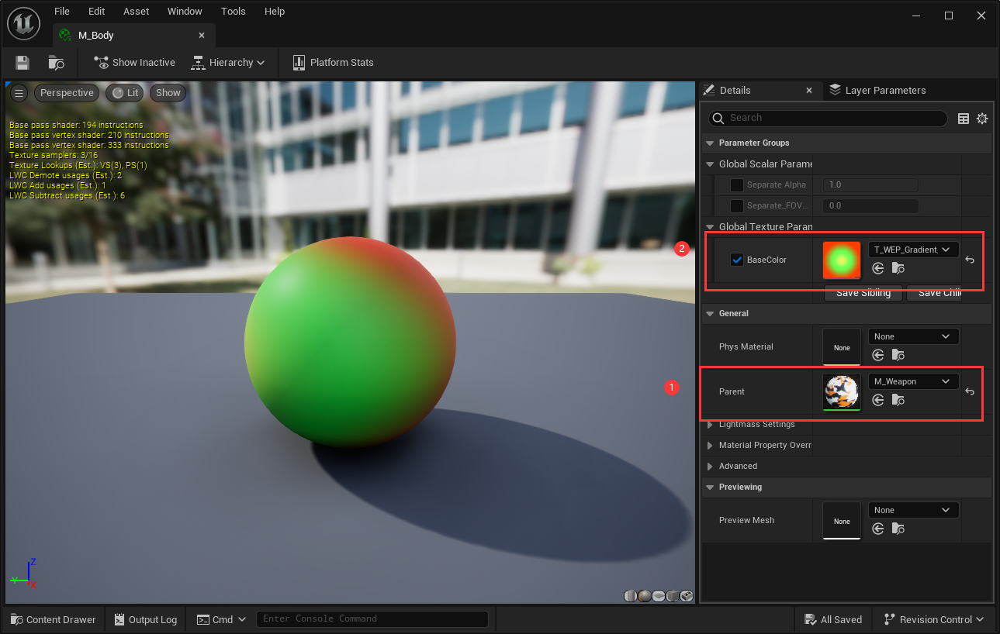 File Edit Asset Window Tools Help
M_Body
Show Inactive Hierarchy Platform Stats
Perspective Lit Show
Base pass shader: 194 instructions
Base pass vertex shader: 210 instructions
Base pass vertex shader: 333 instructions
Texture samplers: 3/16
Texture Lookups (Est.): VS(3), PS(1)
LWC Demote usages (Est.): 2
LWC Add usages (Est.): 1
LWC Subtract usages (Est.): 6
Z
Y
X
Details Layer Parameters
Search
Parameter Groups
Global Scalar Parame
Separate Alpha 1.0
Separate_FOV... 0.0
Global Texture Param
2
BaseColor T_WEP_Gradient_
Save Sibling Save Chil
General
Phys Material None None
1
Parent M_Weapon
Lightmass Settings
Material Property Overr
Advanced
Previewing
Preview Mesh None None
Content Drawer Output Log Cmd Enter Console Command All Saved Revision Control